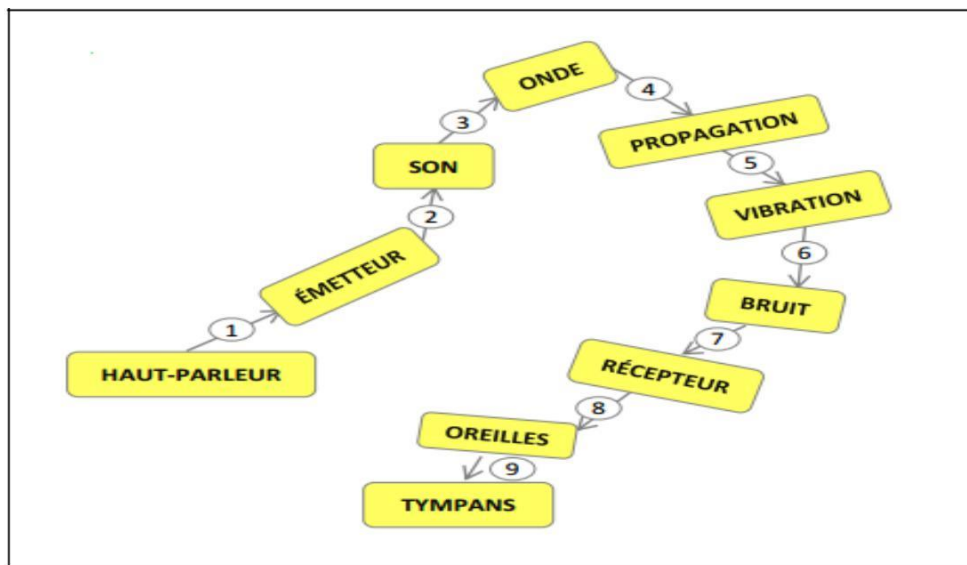 HAUT-PARLEUR
1
ÉMETTEUR
2
SON
3
ONDE
4
PROPAGATION
5
VIBRATION
6
BRUIT
7
RÉCEPTEUR
8
OREILLES
9
TYMPANS